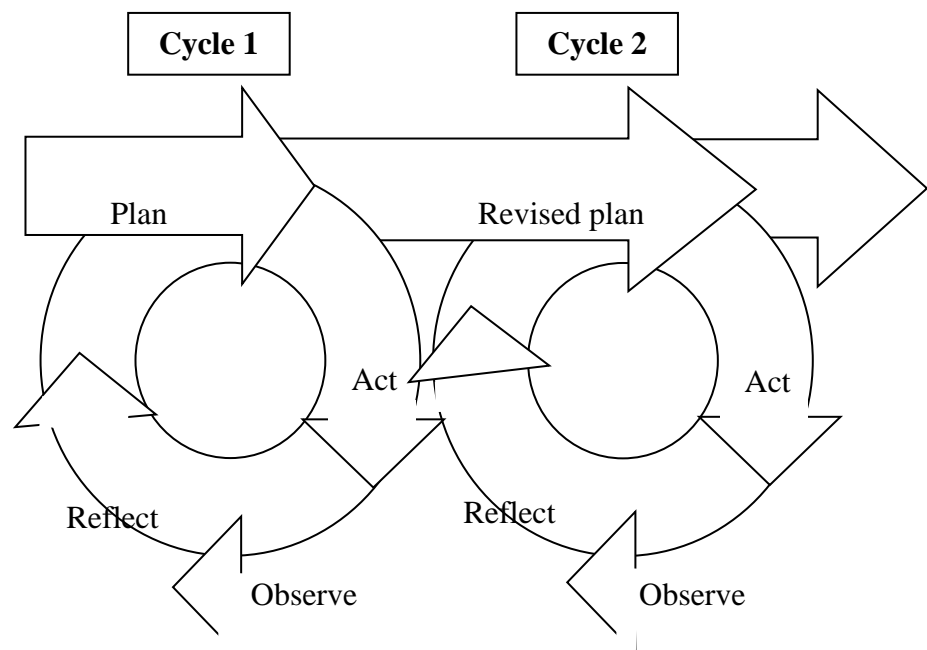 Cycle 1
Cycle 2
Plan
Revised plan
Act
Act
Reflect
Reflect
Observe
Observe